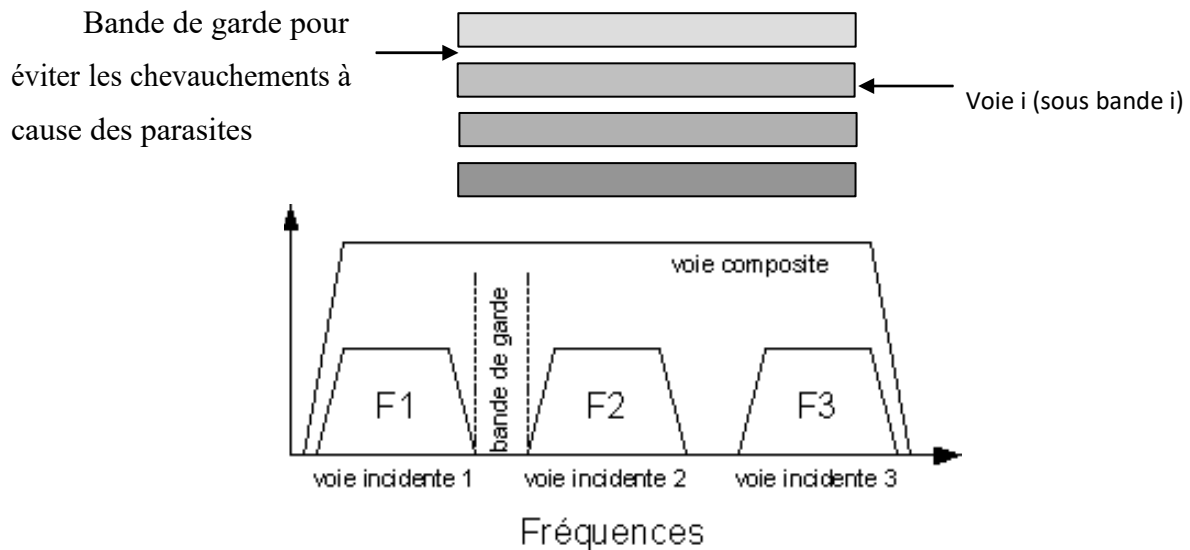 Bande de garde pour
éviter les chevauchements à
cause des parasites
Voie i (sous bande i)
voie composite
bande de garde
F1
F2
F3
voie incidente 1
voie incidente 2
voie incidente 3
Fréquences